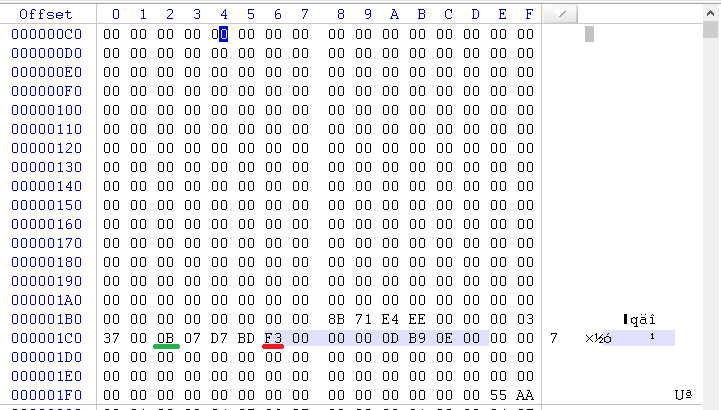 Offset 0 1 2 3 4 5 6 7 8 9 A B C D E F
000000C0 00 00 00 00 00 00 00 00 00 00 00 00 00 00 00 00
000000D0 00 00 00 00 00 00 00 00 00 00 00 00 00 00 00 00
000000E0 00 00 00 00 00 00 00 00 00 00 00 00 00 00 00 00
000000F0 00 00 00 00 00 00 00 00 00 00 00 00 00 00 00 00
00000100 00 00 00 00 00 00 00 00 00 00 00 00 00 00 00 00
00000110 00 00 00 00 00 00 00 00 00 00 00 00 00 00 00 00
00000120 00 00 00 00 00 00 00 00 00 00 00 00 00 00 00 00
00000130 00 00 00 00 00 00 00 00 00 00 00 00 00 00 00 00
00000140 00 00 00 00 00 00 00 00 00 00 00 00 00 00 00 00
00000150 00 00 00 00 00 00 00 00 00 00 00 00 00 00 00 00
00000160 00 00 00 00 00 00 00 00 00 00 00 00 00 00 00 00
00000170 00 00 00 00 00 00 00 00 00 00 00 00 00 00 00 00
00000180 00 00 00 00 00 00 00 00 00 00 00 00 00 00 00 00
00000190 00 00 00 00 00 00 00 00 00 00 00 00 00 00 00 00
000001A0 00 00 00 00 00 00 00 00 00 00 00 00 00 00 00 00
000001B0 00 00 00 00 00 00 00 00 8B 71 E4 EE 00 00 00 03 qäî
000001C0 37 00 0B 07 D7 BD F3 00 00 00 0D B9 0E 00 00 00 7 ×½ó ¹
000001D0 00 00 00 00 00 00 00 00 00 00 00 00 00 00 00 00
000001E0 00 00 00 00 00 00 00 00 00 00 00 00 00 00 00 00
000001F0 00 00 00 00 00 00 00 00 00 00 00 00 00 00 55 AA Uª